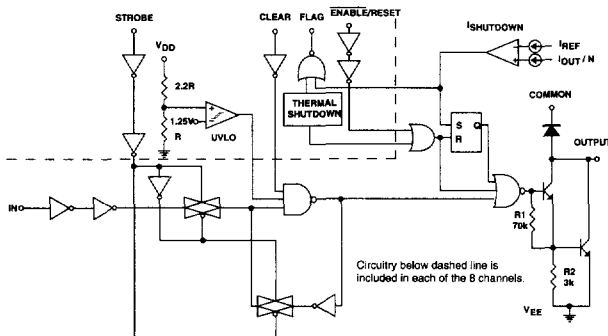 STROBE
CLEAR
FLAG
ENABLE/RESET
ISHUTDOWN
IREF
IOUT/N
VDD
2.2R
1.25V
R
UVLO
THERMAL
SHUTDOWN
S
Q
R
COMMON
OUTPUT
IN
R1
70k
R2
3k
VEE
Circuitry below dashed line is
included in each of the 8 channels.